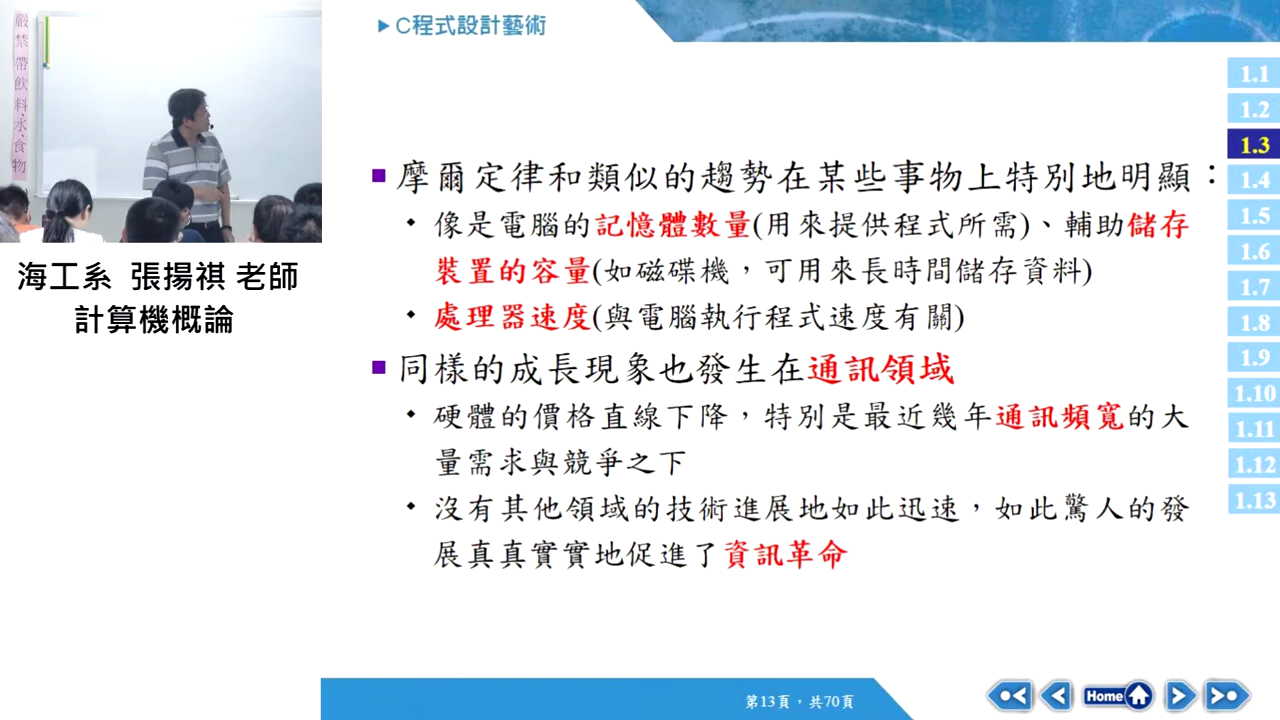 嚴禁帶飲料、水、食物
海工系 張揚祺 老師
計算機概論
C程式設計藝術
摩爾定律和類似的趨勢在某些事物上特別地明顯：
像是電腦的記憶體數量(用來提供程式所需)、輔助儲存
裝置的容量(如磁碟機，可用來長時間儲存資料)
處理器速度(與電腦執行程式速度有關)
同樣的成長現象也發生在通訊領域
硬體的價格直線下降，特別是最近幾年通訊頻寬的大
量需求與競爭之下
沒有其他領域的技術進展地如此迅速，如此驚人的發
展真真實實地促進了資訊革命
1.1
1.2
1.3
1.4
1.5
1.6
1.7
1.8
1.9
1.10
1.11
1.12
1.13
第13頁，共70頁
Home